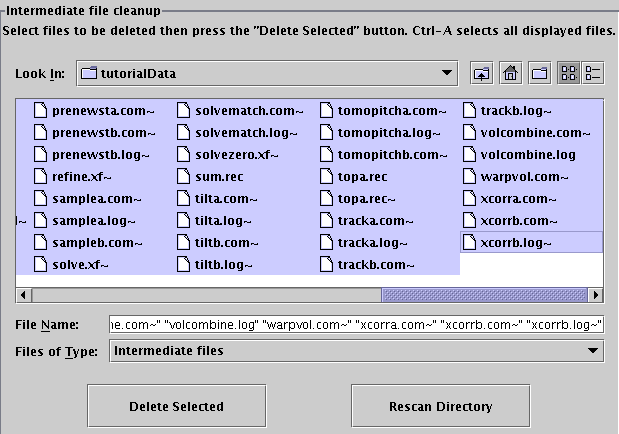 Intermediate file cleanup
Select files to be deleted then press the "Delete Selected" button. Ctrl-A selects all displayed files.
Look In: tutorialData
prenewsta.com~ solvematch.com~ tomopitcha.com~ trackb.log~
prenewstb.com~ solvematch.log~ tomopitcha.log~ volcombine.com~
prenewstb.log~ solvezero.xf~ tomopitchb.com~ volcombine.log
refine.xf~ sum.rec topa.rec warpvol.com~
samplea.com~ tilta.com~ topa.rec~ xcorra.com~
l~ samplea.log~ tilta.log~ tracka.com~ xcorrb.com~
sampleb.com~ tiltb.com~ tracka.log~ xcorrb.log~
solve.xf~ tiltb.log~ trackb.com~
File Name: ne.com~" "volcombine.log" "warpvol.com~" "xcorra.com~" "xcorrb.com~" "xcorrb.log~"
Files of Type: Intermediate files
Delete Selected Rescan Directory